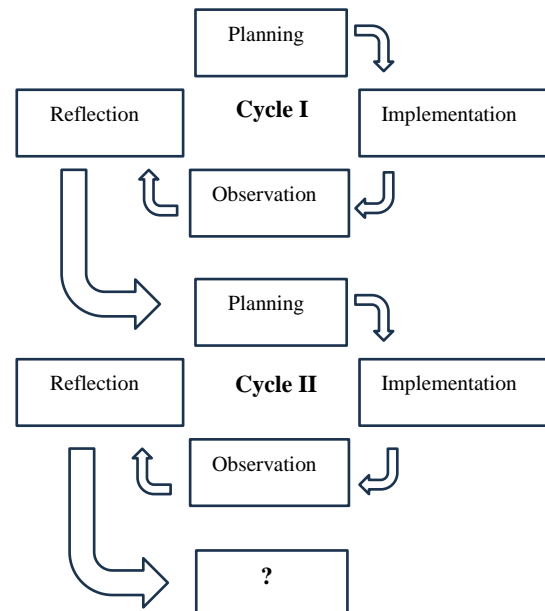 Planning
Reflection
Cycle I
Implementation
Observation
Planning
Reflection
Cycle II
Implementation
Observation
?